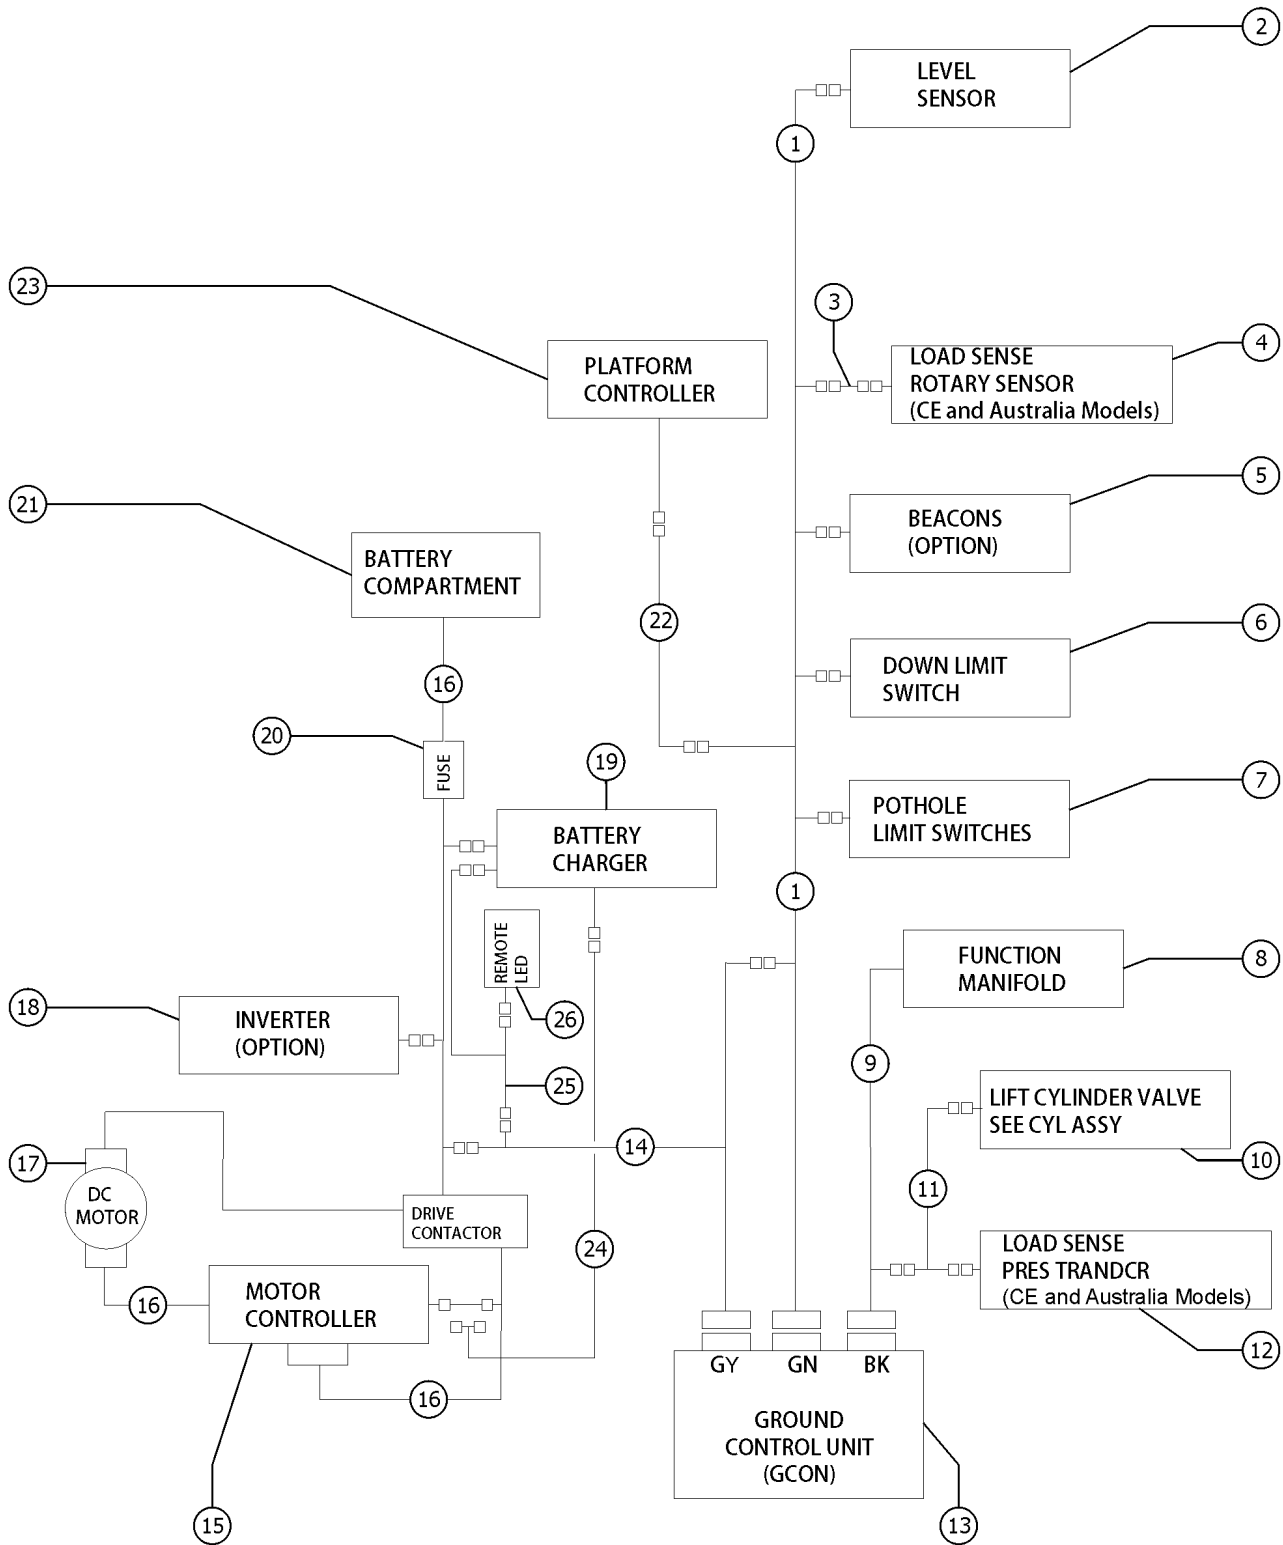 2
LEVEL
SENSOR
1
23
3
PLATFORM
CONTROLLER
LOAD SENSE
ROTARY SENSOR
(CE and Australia Models)
4
21
BATTERY
COMPARTMENT
BEACONS
(OPTION)
5
22
DOWN LIMIT
SWITCH
6
16
20
FUSE
19
BATTERY
CHARGER
POTHOLE
LIMIT SWITCHES
7
1
REMOTE
LED
FUNCTION
MANIFOLD
8
18
INVERTER
(OPTION)
26
9
25
LIFT CYLINDER VALVE
SEE CYL ASSY
10
14
17
DC
MOTOR
11
DRIVE
CONTACTOR
24
LOAD SENSE
PRES TRANDCR
(CE and Australia Models)
12
16
MOTOR
CONTROLLER
16
GY GN BK
GROUND
CONTROL UNIT
(GCON)
15
13